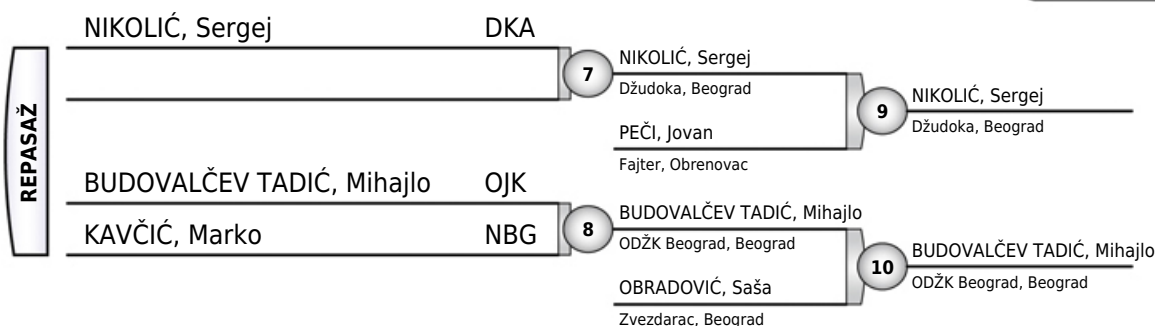 REPASAŽ
NIKOLIĆ, Sergej DKA
7
NIKOLIĆ, Sergej
Džudoka, Beograd
PEČI, Jovan
Fajter, Obrenovac
9
NIKOLIĆ, Sergej
Džudoka, Beograd
BUDOVALČEV TADIĆ, Mihajlo OJK
KAVČIĆ, Marko NBG
8
BUDOVALČEV TADIĆ, Mihajlo
ODŽK Beograd, Beograd
OBRADOVIĆ, Saša
Zvezdarac, Beograd
10
BUDOVALČEV TADIĆ, Mihajlo
ODŽK Beograd, Beograd